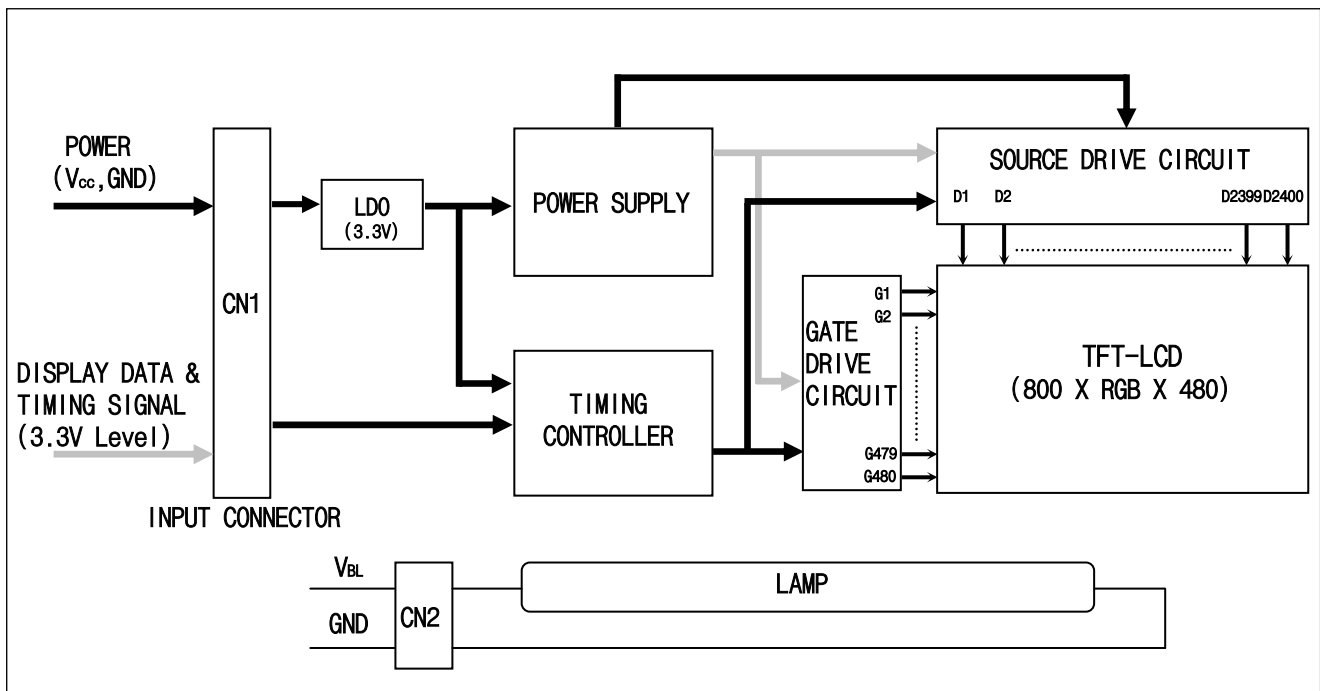 POWER
(Vcc,GND)
DISPLAY DATA &
TIMING SIGNAL
(3.3V Level)
CN1
INPUT CONNECTOR
LDO
(3.3V)
POWER SUPPLY
TIMING
CONTROLLER
SOURCE DRIVE CIRCUIT
D1 D2 D2399 D2400
GATE
DRIVE
CIRCUIT
G1
G2
G479
G480
TFT-LCD
(800 X RGB X 480)
VBL
GND
CN2
LAMP